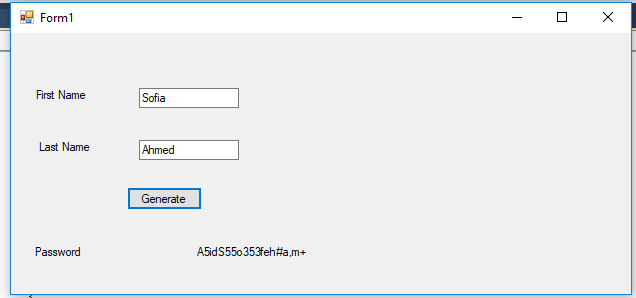 Form1
First Name Sofia
Last Name Ahmed
Generate
Password A5idS55o353feh#a,m+